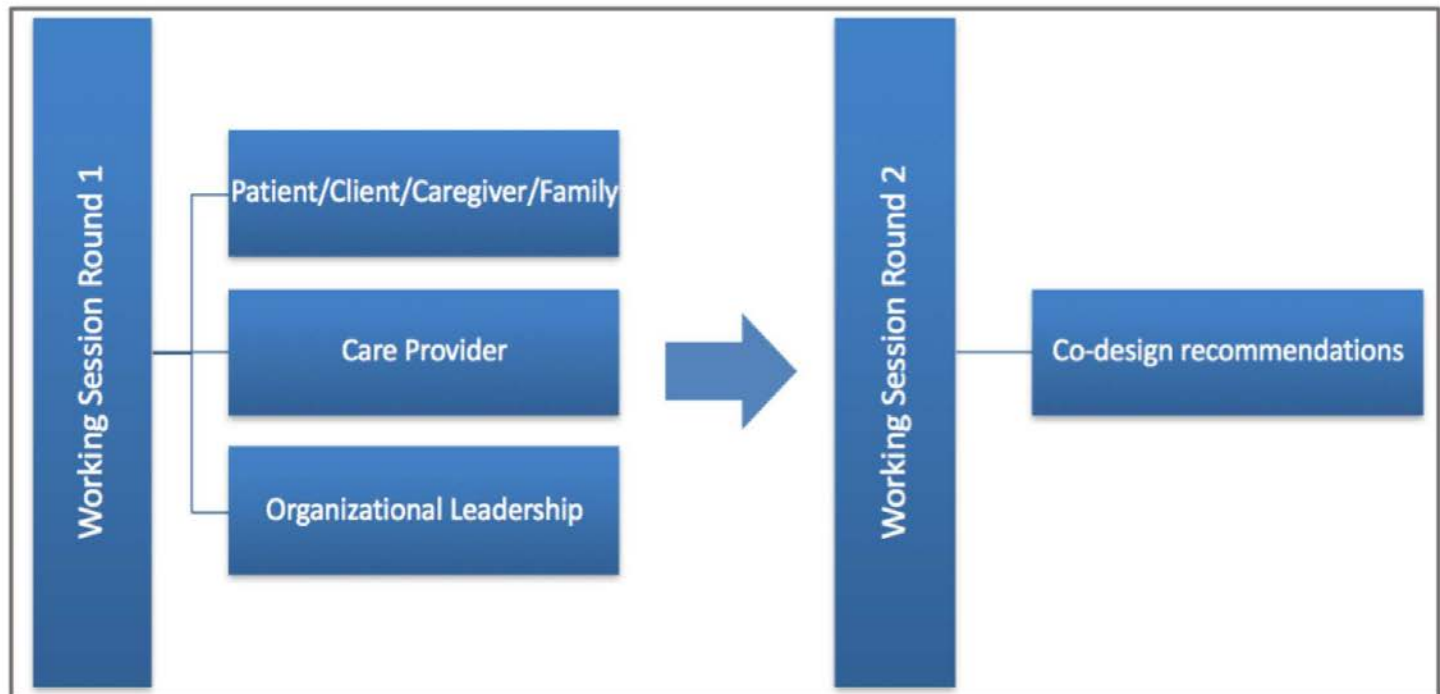 Working Session Round 1
Patient/Client/Caregiver/Family
Care Provider
Organizational Leadership
Working Session Round 2
Co-design recommendations